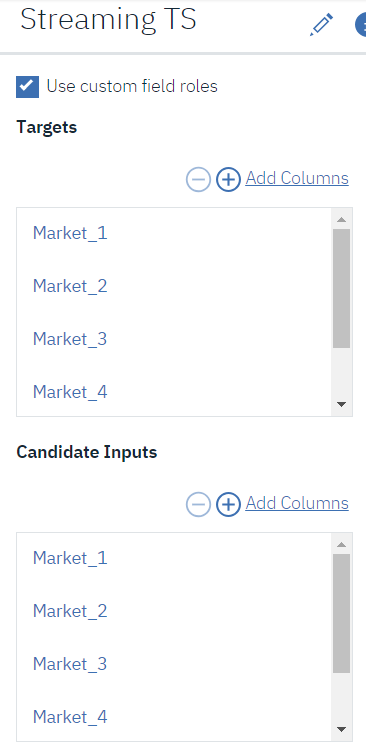 Streaming TS
Use custom field roles
Targets
Add Columns
Market_1
Market_2
Market_3
Market_4
Candidate Inputs
Add Columns
Market_1
Market_2
Market_3
Market_4